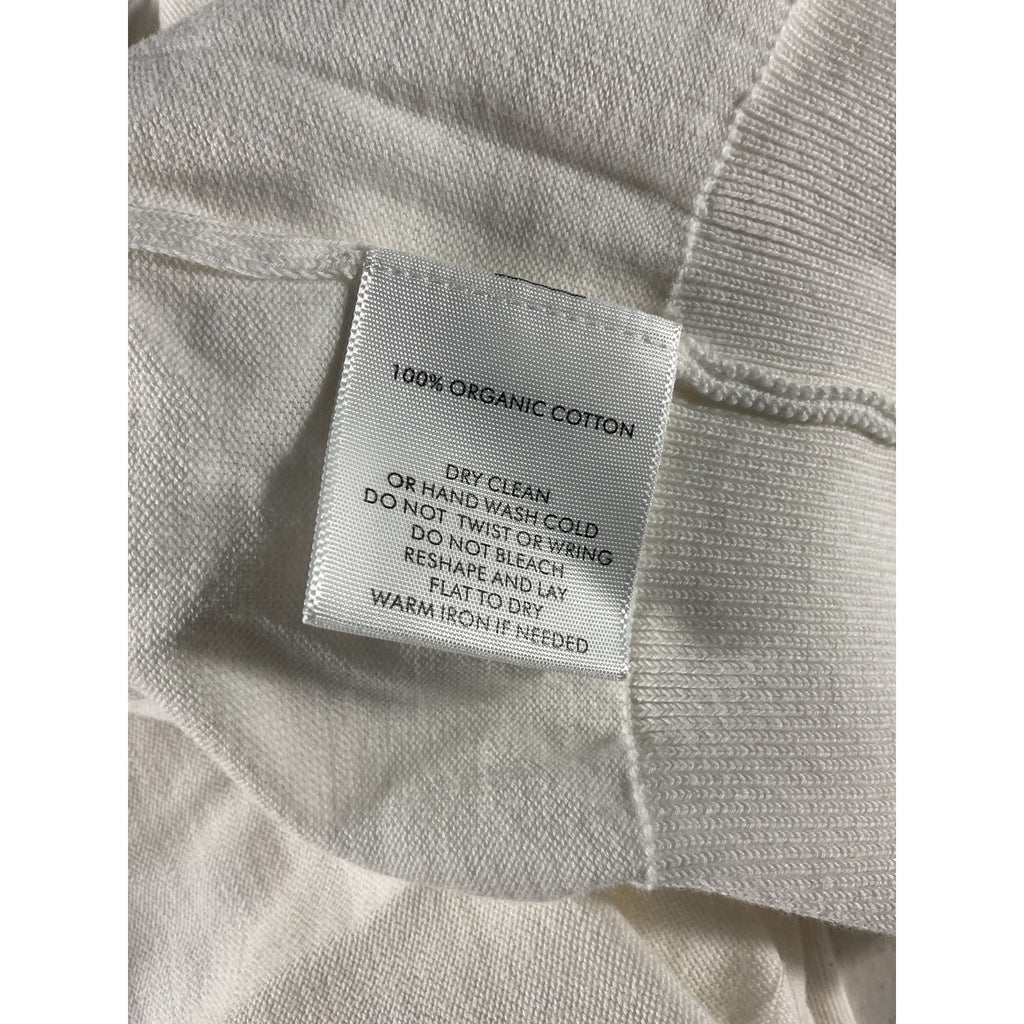 100% ORGANIC COTTON
DRY CLEAN
OR HAND WASH COLD
DO NOT TWIST OR WRING
DO NOT BLEACH
RESHAPE AND LAY
FLAT TO DRY
WARM IRON IF NEEDED